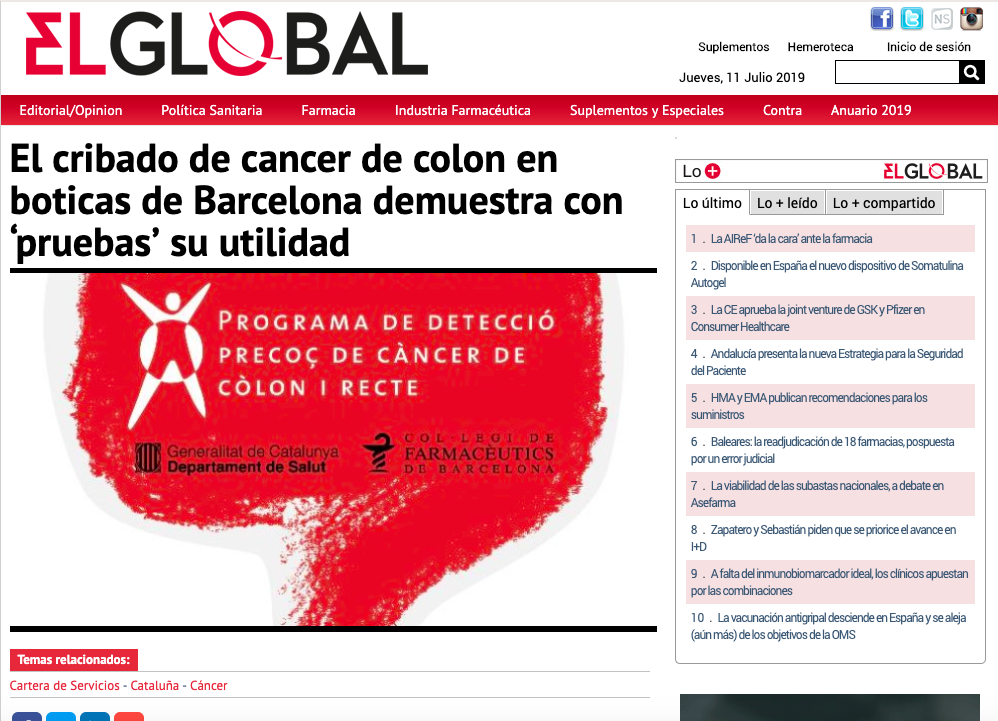 ELGLOBAL
NS
Suplementos Hemeroteca Inicio de sesión
Jueves, 11 Julio 2019
Editorial/Opinion Política Sanitaria Farmacia Industria Farmacéutica Suplementos y Especiales Contra Anuario 2019
El cribado de cancer de colon en
boticas de Barcelona demuestra con
‘pruebas’ su utilidad
PROGRAMA DE DETECCIÓ
PRECOÇ DE CÀNCER DE
CÒLON I RECTE
Generalitat de Catalunya
Departament de Salut
COL·LEGI DE
FARMACÈUTICS
DE BARCELONA
Temas relacionados:
Cartera de Servicios - Cataluña - Cáncer
Lo + ELGLOBAL
Lo último Lo + leído Lo + compartido
1 . La AIReF ‘da la cara’ ante la farmacia
2 . Disponible en España el nuevo dispositivo de Somatulina
Autogel
3 . La CE aprueba la joint venture de GSK y Pfizer en
Consumer Healthcare
4 . Andalucía presenta la nueva Estrategia para la Seguridad
del Paciente
5 . HMA y EMA publican recomendaciones para los
suministros
6 . Baleares: la readjudicación de 18 farmacias, pospuesta
por un error judicial
7 . La viabilidad de las subastas nacionales, a debate en
Asefarma
8 . Zapatero y Sebastián piden que se priorice el avance en
I+D
9 . A falta del inmunobiomarcador ideal, los clínicos apuestan
por las combinaciones
10 . La vacunación antigripal desciende en España y se aleja
(aún más) de los objetivos de la OMS